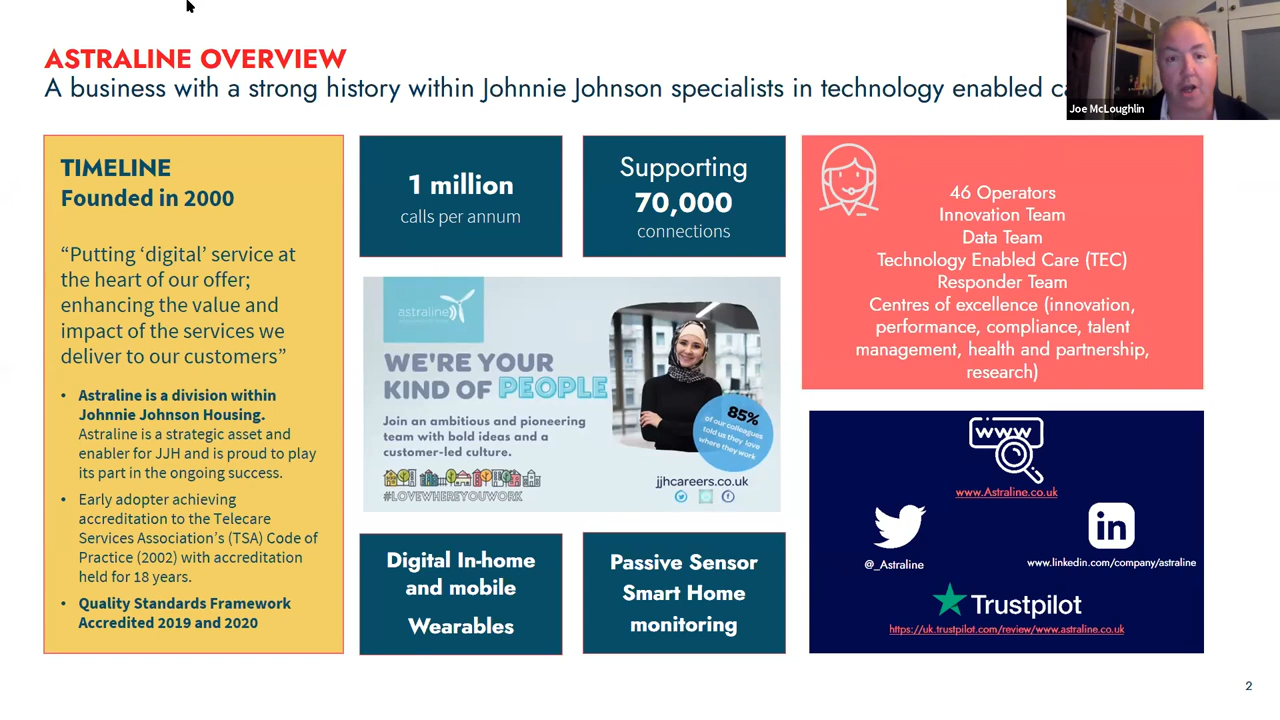 ASTRALINE OVERVIEW
A business with a strong history within Johnnie Johnson specialists in technology enabled
Joe McLoughlin
TIMELINE
Founded in 2000
“Putting ‘digital’ service at
the heart of our offer;
enhancing the value and
impact of the services we
deliver to our customers”
• Astraline is a division within
Johnnie Johnson Housing.
Astraline is a strategic asset and
enabler for JJH and is proud to play
its part in the ongoing success.
• Early adopter achieving
accreditation to the Telecare
Services Association’s (TSA) Code of
Practice (2002) with accreditation
held for 18 years.
• Quality Standards Framework
Accredited 2019 and 2020
1 million
calls per annum
Supporting
70,000
connections
astraline
WE'RE YOUR
KIND OF PEOPLE
Join an ambitious and pioneering
team with bold ideas and a
customer-led culture.
#LOVEWHEREYOUWORK
85%
of our colleagues
told us they love
where they work
jjhcareers.co.uk
Digital In-home
and mobile
Wearables
Passive Sensor
Smart Home
monitoring
46 Operators
Innovation Team
Data Team
Technology Enabled Care (TEC)
Responder Team
Centres of excellence (innovation,
performance, compliance, talent
management, health and partnership,
research)
www
www.Astraline.co.uk
@_Astraline
in
www.linkedin.com/company/astraline
Trustpilot
https://uk.trustpilot.com/review/www.astraline.co.uk
2